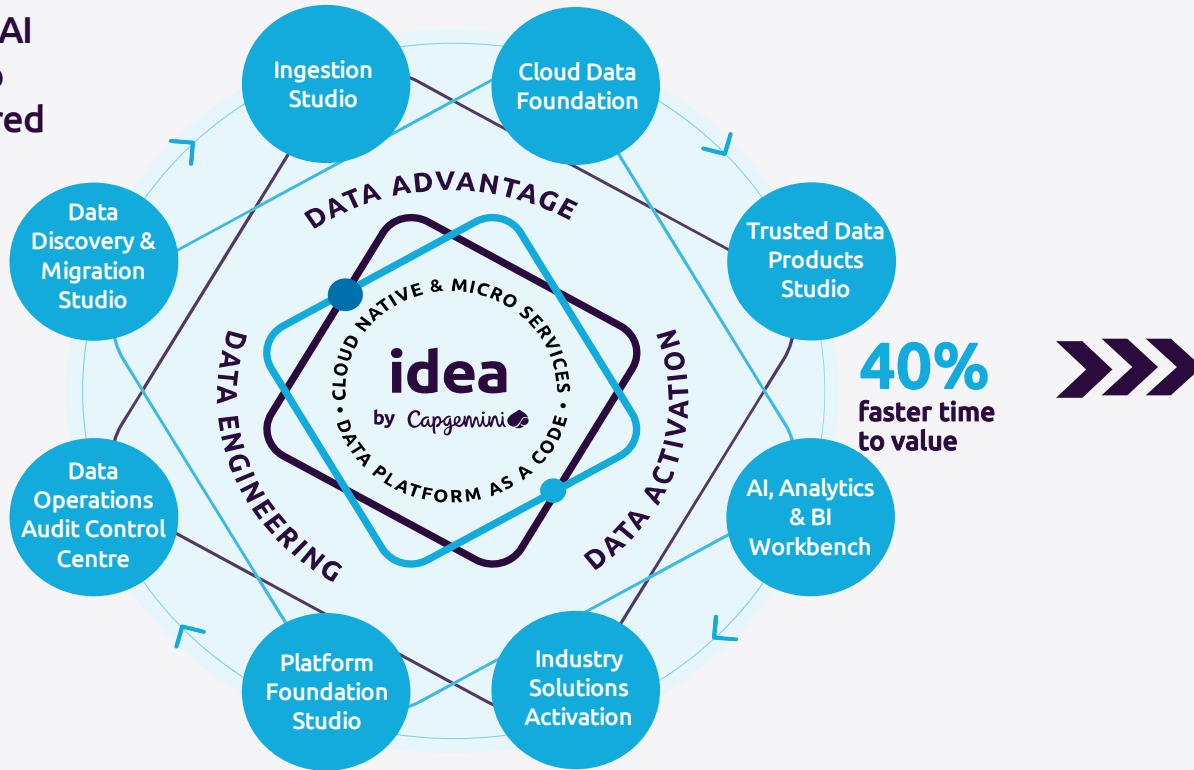 AI
Ingestion
Studio
Cloud Data
Foundation
Data
Discovery &
Migration
Studio
DATA ADVANTAGE
Trusted Data
Products
Studio
• CLOUD NATIVE & MICRO SERVICES •
DATA PLATFORM AS A CODE
idea
by Capgemini
DATA ENGINEERING
DATA ACTIVATION
40%
faster time
to value
Data
Operations
Audit Control
Centre
AI, Analytics
& BI
Workbench
Platform
Foundation
Studio
Industry
Solutions
Activation